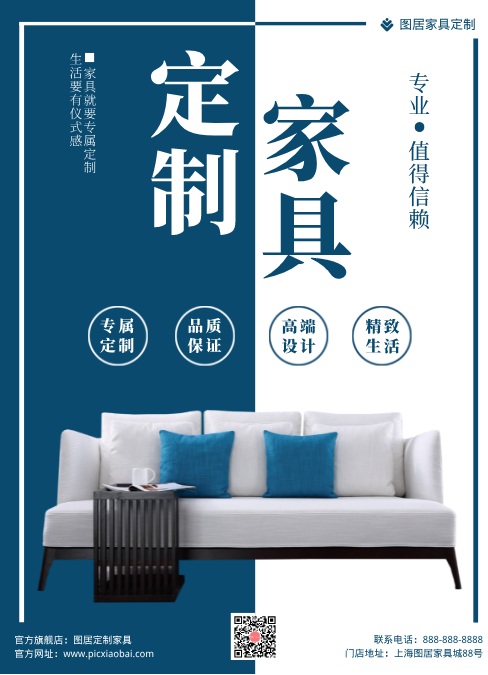 图居家具定制
定制
家具
■家具就要专属定制
生活要有仪式感
专业●值得信赖
专属
定制
品质
保证
高端
设计
精致
生活
官方旗舰店：图居定制家具
官方网址：www.picxiaobai.com
联系电话：888-888-8888
门店地址：上海图居家具城88号